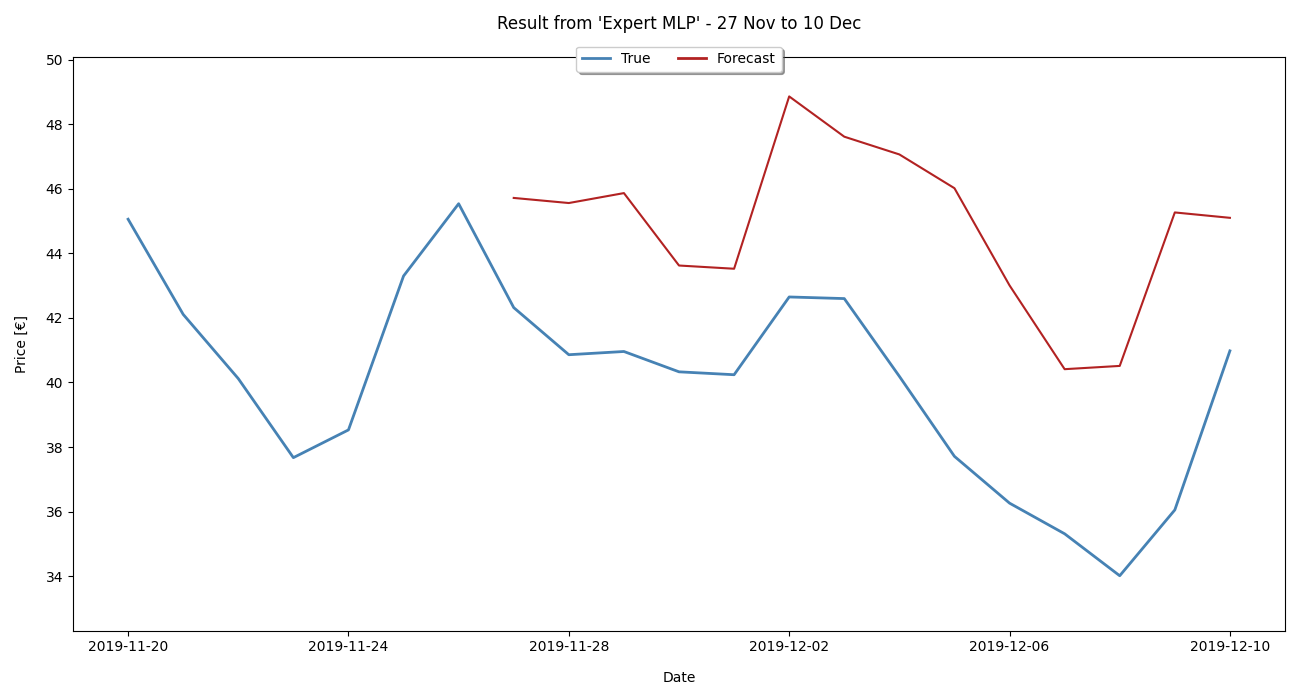 Result from 'Expert MLP' - 27 Nov to 10 Dec
True Forecast
Price [€]
50
48
46
44
42
40
38
36
34
2019-11-20 2019-11-24 2019-11-28 2019-12-02 2019-12-06 2019-12-10
Date